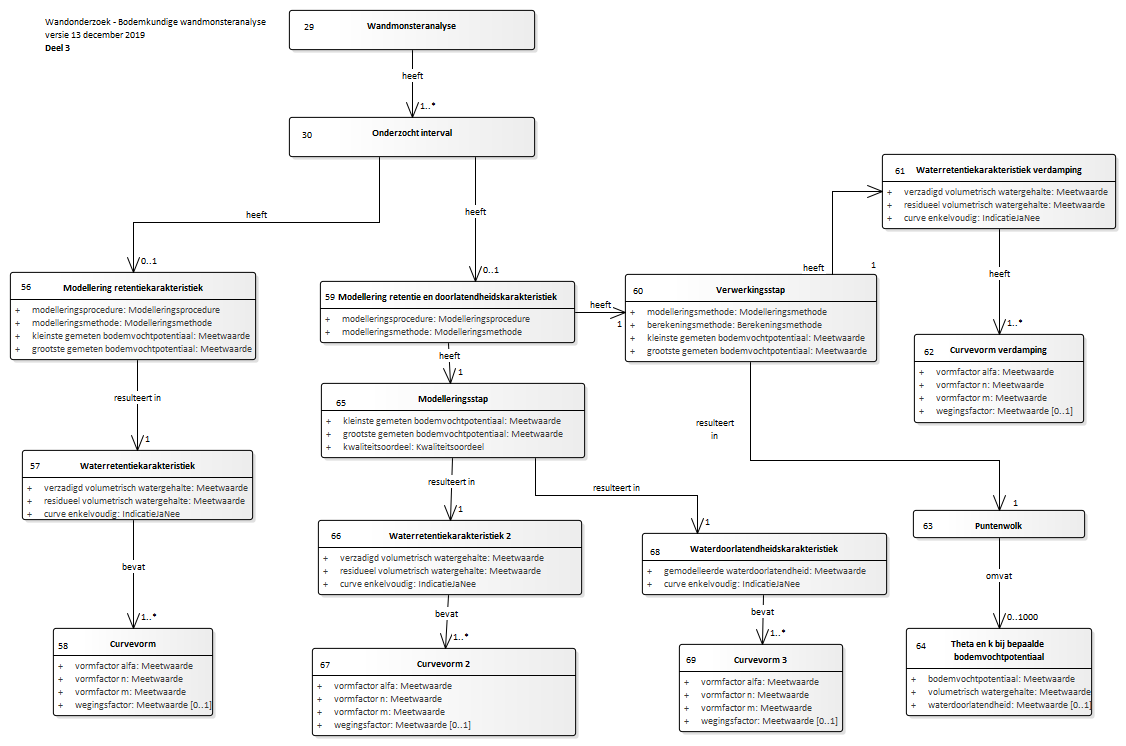 Wandonderzoek - Bodemkundige wandmonsteranalyse
versie 13 december 2019
Deel 3
29 Wandmonsteranalyse
heeft
1..*
30 Onderzocht interval
heeft
0..1
heeft
0..1
56 Modellering retentiekarakteristiek
+ modelleringsprocedure: Modelleringsprocedure
+ modelleringsmethode: Modelleringsmethode
+ kleinste gemeten bodemvochtpotentiaal: Meetwaarde
+ grootste gemeten bodemvochtpotentiaal: Meetwaarde
resulteert in
1
57 Waterretentiekarakteristiek
+ verzadigd volumetrisch watergehalte: Meetwaarde
+ residueel volumetrisch watergehalte: Meetwaarde
+ curve enkelvoudig: IndicatieJaNee
bevat
1..*
58 Curvevorm
+ vormfactor alfa: Meetwaarde
+ vormfactor n: Meetwaarde
+ vormfactor m: Meetwaarde
+ wegingsfactor: Meetwaarde [0..1]
59 Modellering retentie en doorlatendheidskarakteristiek
+ modelleringsprocedure: Modelleringsprocedure
+ modelleringsmethode: Modelleringsmethode
heeft
1
heeft
1
60 Verwerkingsstap
+ modelleringsmethode: Modelleringsmethode
+ berekeningsmethode: Berekeningsmethode
+ kleinste gemeten bodemvochtpotentiaal: Meetwaarde
+ grootste gemeten bodemvochtpotentiaal: Meetwaarde
heeft
1
61 Waterretentiekarakteristiek verdamping
+ verzadigd volumetrisch watergehalte: Meetwaarde
+ residueel volumetrisch watergehalte: Meetwaarde
+ curve enkelvoudig: IndicatieJaNee
heeft
1..*
62 Curvevorm verdamping
+ vormfactor alfa: Meetwaarde
+ vormfactor n: Meetwaarde
+ vormfactor m: Meetwaarde
+ wegingsfactor: Meetwaarde [0..1]
resulteert
in
1
63 Puntenwolk
omvat
0..1000
64 Theta en k bij bepaalde
bodemvochtpotentiaal
+ bodemvochtpotentiaal: Meetwaarde
+ volumetrisch watergehalte: Meetwaarde
+ waterdoorlatendheid: Meetwaarde [0..1]
65 Modelleringsstap
+ kleinste gemeten bodemvochtpotentiaal: Meetwaarde
+ grootste gemeten bodemvochtpotentiaal: Meetwaarde
+ kwaliteitsoordeel: Kwaliteitsoordeel
resulteert in
1
resulteert in
1
66 Waterretentiekarakteristiek 2
+ verzadigd volumetrisch watergehalte: Meetwaarde
+ residueel volumetrisch watergehalte: Meetwaarde
+ curve enkelvoudig: IndicatieJaNee
bevat
1..*
67 Curvevorm 2
+ vormfactor alfa: Meetwaarde
+ vormfactor n: Meetwaarde
+ vormfactor m: Meetwaarde
+ wegingsfactor: Meetwaarde [0..1]
68 Waterdoorlatendheidskarakteristiek
+ gemodelleerde waterdoorlatendheid: Meetwaarde
+ curve enkelvoudig: IndicatieJaNee
bevat
1..*
69 Curvevorm 3
+ vormfactor alfa: Meetwaarde
+ vormfactor n: Meetwaarde
+ vormfactor m: Meetwaarde
+ wegingsfactor: Meetwaarde [0..1]